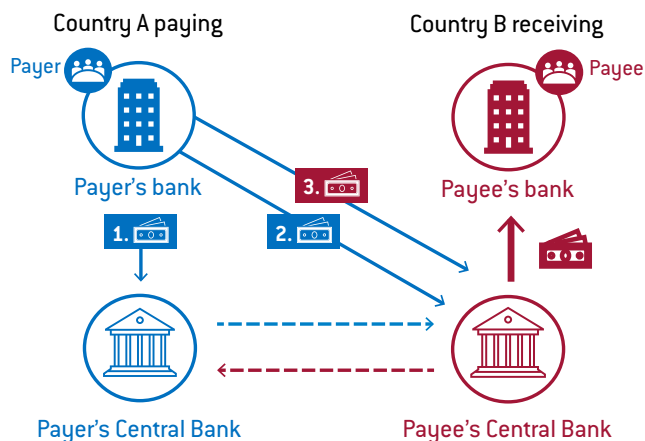 Country A paying
Country B receiving
Payer
Payee
Payer's bank
Payee's bank
3.
1.
2.
Payer's Central Bank
Payee's Central Bank